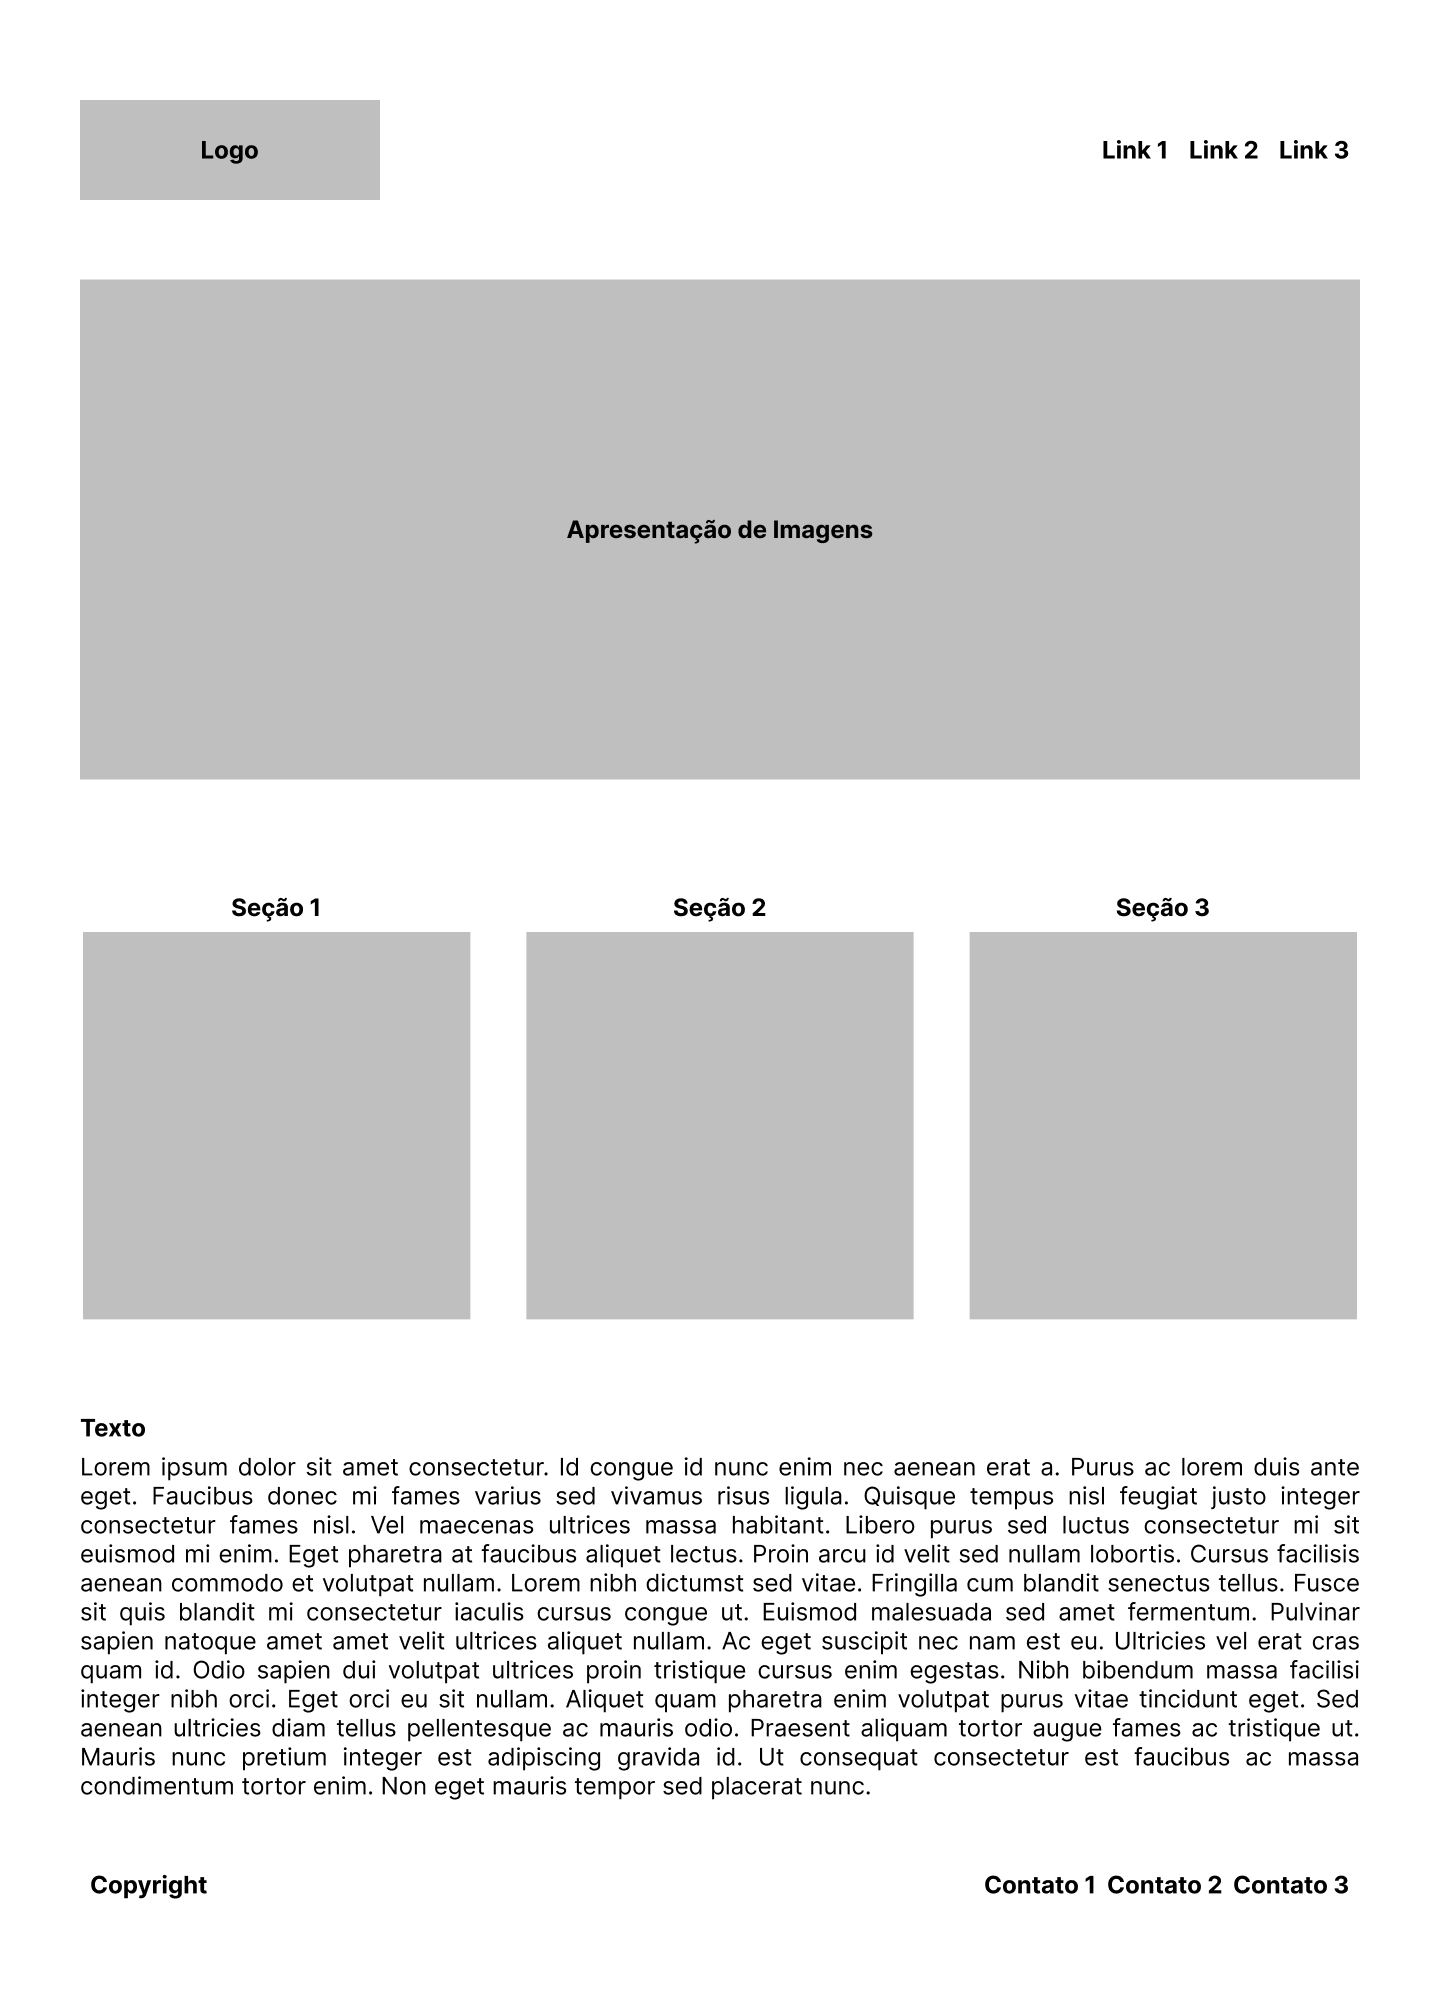 Logo
Link 1 Link 2 Link 3
Apresentação de Imagens
Seção 1 Seção 2 Seção 3
Texto
Lorem ipsum dolor sit amet consectetur. Id congue id nunc enim nec aenean erat a. Purus ac lorem duis ante
eget. Faucibus donec mi fames varius sed vivamus risus ligula. Quisque tempus nisl feugiat justo integer
consectetur fames nisl. Vel maecenas ultrices massa habitant. Libero purus sed luctus consectetur mi sit
euismod mi enim. Eget pharetra at faucibus aliquet lectus. Proin arcu id velit sed nullam lobortis. Cursus facilisis
aenean commodo et volutpat nullam. Lorem nibh dictumst sed vitae. Fringilla cum blandit senectus tellus. Fusce
sit quis blandit mi consectetur iaculis cursus congue ut. Euismod malesuada sed amet fermentum. Pulvinar
sapien natoque amet amet velit ultrices aliquet nullam. Ac eget suscipit nec nam est eu. Ultricies vel erat cras
quam id. Odio sapien dui volutpat ultrices proin tristique cursus enim egestas. Nibh bibendum massa facilisi
integer nibh orci. Eget orci eu sit nullam. Aliquet quam pharetra enim volutpat purus vitae tincidunt eget. Sed
aenean ultricies diam tellus pellentesque ac mauris odio. Praesent aliquam tortor augue fames ac tristique ut.
Mauris nunc pretium integer est adipiscing gravida id. Ut consequat consectetur est faucibus ac massa
condimentum tortor enim. Non eget mauris tempor sed placerat nunc.
Copyright
Contato 1 Contato 2 Contato 3